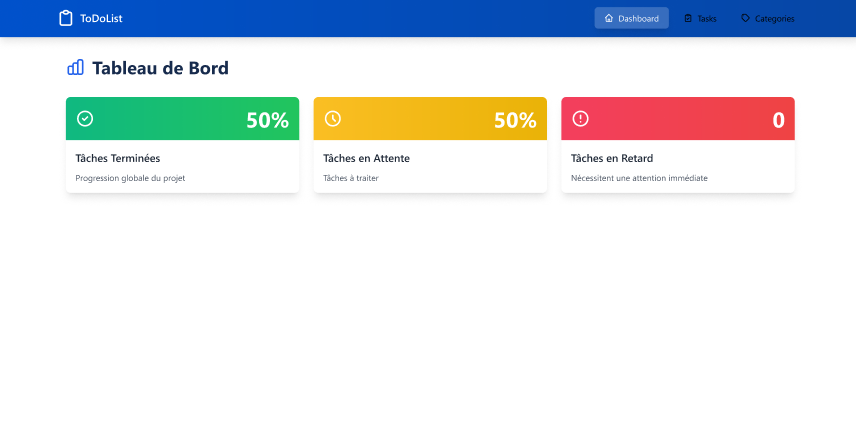 ToDoList
Dashboard
Tasks
Categories
Tableau de Bord
50%
50%
0
Tâches Terminées
Tâches en Attente
Tâches en Retard
Progression globale du projet
Tâches à traiter
Nécessitent une attention immédiate